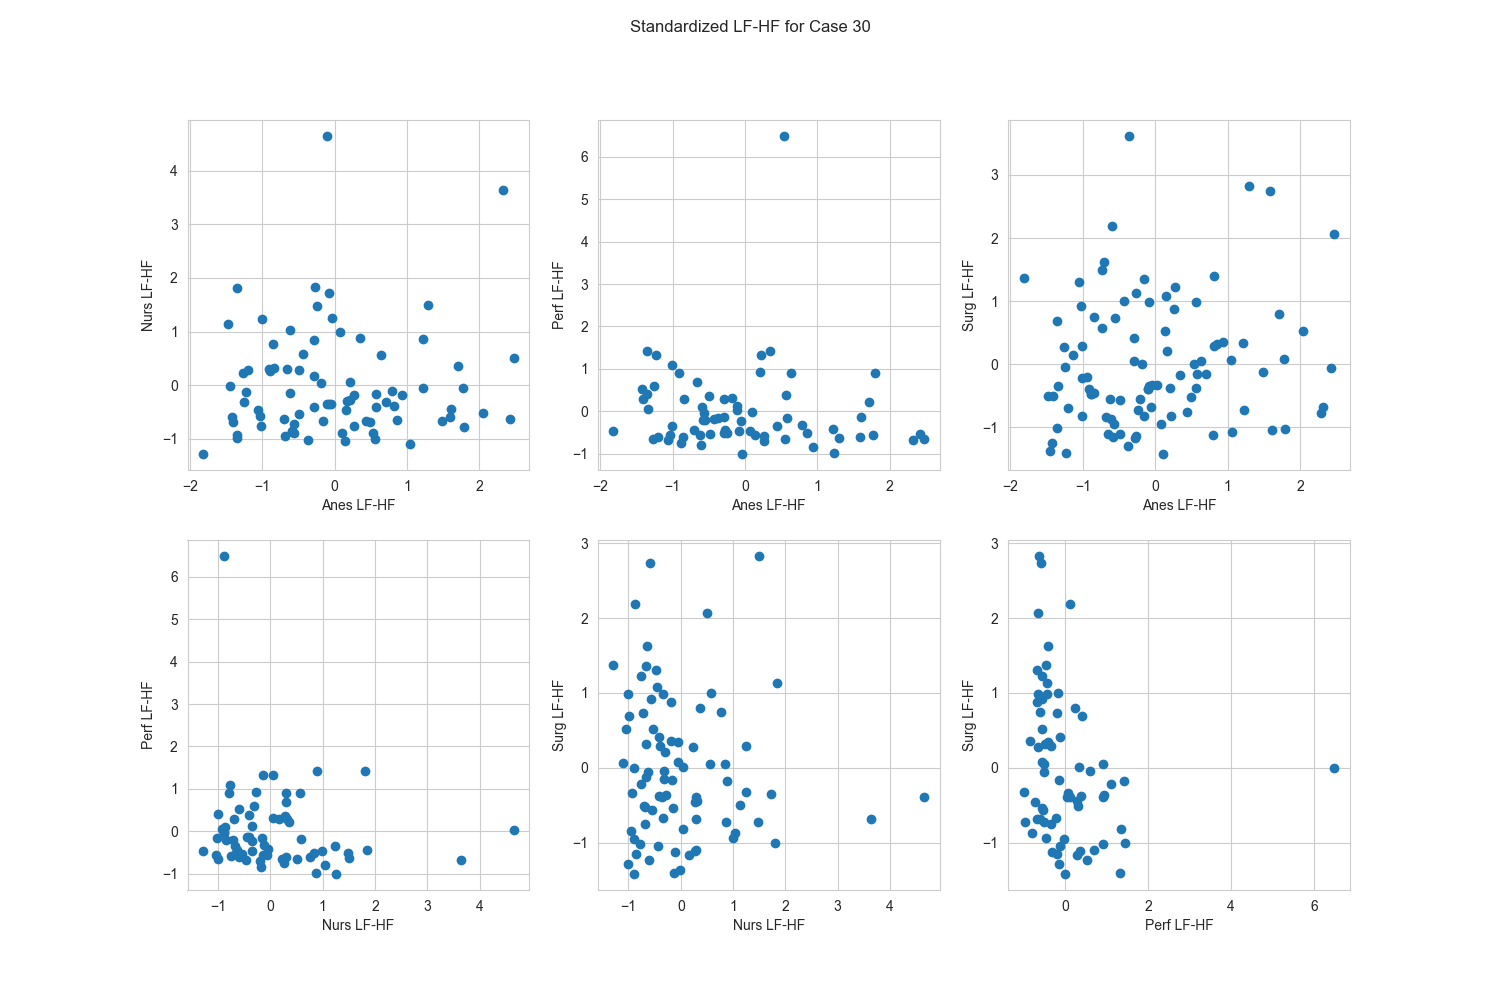 Standardized LF-HF for Case 30
4
3
2
1
0
−1
Nurs LF-HF
−2 −1 0 1 2
Anes LF-HF
6
5
4
3
2
1
0
−1
Perf LF-HF
−2 −1 0 1 2
Anes LF-HF
3
2
1
0
−1
Surg LF-HF
−2 −1 0 1 2
Anes LF-HF
6
5
4
3
2
1
0
−1
Perf LF-HF
−1 0 1 2 3 4
Nurs LF-HF
3
2
1
0
−1
Surg LF-HF
−1 0 1 2 3 4
Nurs LF-HF
3
2
1
0
−1
Surg LF-HF
0 2 4 6
Perf LF-HF